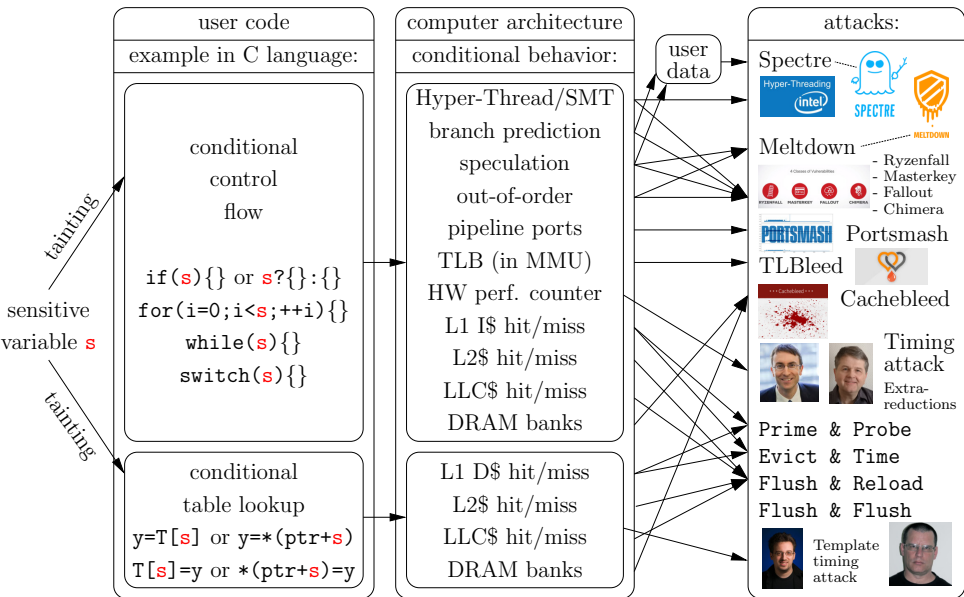 user code
example in C language:
conditional
control
flow
if(s){} or s?{}:{}
for(i=0;i<s;++i){}
while(s){}
switch(s){}
tainting
sensitive
variable s
tainting
conditional
table lookup
y=T[s] or y=*(ptr+s)
T[s]=y or *(ptr+s)=y
computer architecture
conditional behavior:
Hyper-Thread/SMT
branch prediction
speculation
out-of-order
pipeline ports
TLB (in MMU)
HW perf. counter
L1 I$ hit/miss
L2$ hit/miss
LLC$ hit/miss
DRAM banks
L1 D$ hit/miss
L2$ hit/miss
LLC$ hit/miss
DRAM banks
user
data
attacks:
Spectre
Hyper-Threading
intel
SPECTRE
MELTDOWN
Meltdown
4 Classes of Vulnerabilities
RYZENFALL MASTERKEY FALLOUT CHIMERA
- Ryzenfall
- Masterkey
- Fallout
- Chimera
PORTSMASH
Portsmash
TLBleed
Cachebleed
Cachebleed
Timing
attack
Extra-
reductions
Prime & Probe
Evict & Time
Flush & Reload
Flush & Flush
Template
timing
attack